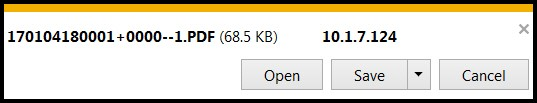 170104180001+0000--1.PDF (68.5 KB) 10.1.7.124
Open Save Cancel